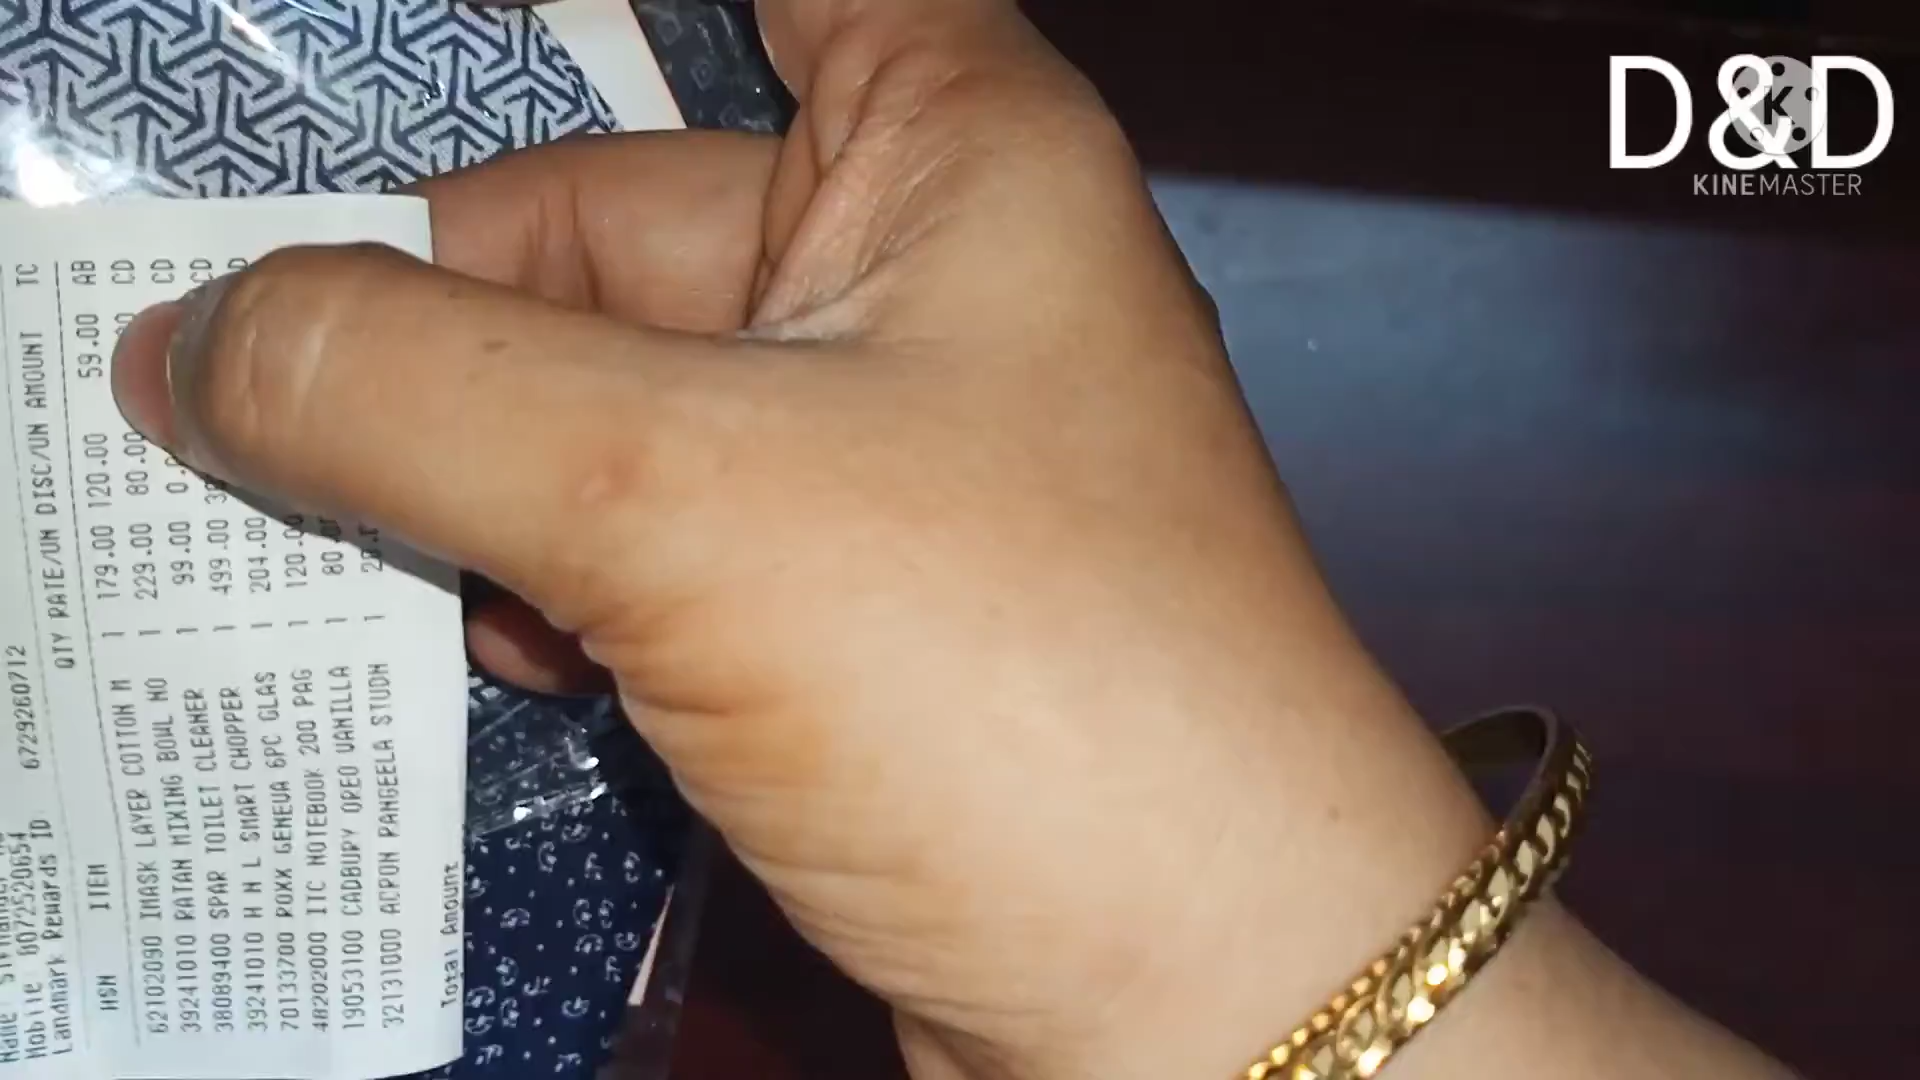 Mobile 8072520654
Landmark Rewards ID 6729260712
HSN ITEM QTY RATE/UN DISC/UN AMOUNT TC
62102090 IMASK LAYER COTTON M 1 179.00 120.00 59.00 AB
39241010 RATAN MIXING BOWL NO 1 229.00 80.00 CD
38089400 SPAR TOILET CLEANER 1 99.00 CD
39241010 H N L SMART CHOPPER 1 499.00 CD
70133700 ROXX GENEVA 6PC GLAS 1 204.00
48202000 ITC NOTEBOOK 200 PAG 1 120.00
19053100 CADBURY OREO VANILLA 1 80
32131000 ACRON RANGEELA STUDN 1
Total Amount
D&D
KINEMASTER